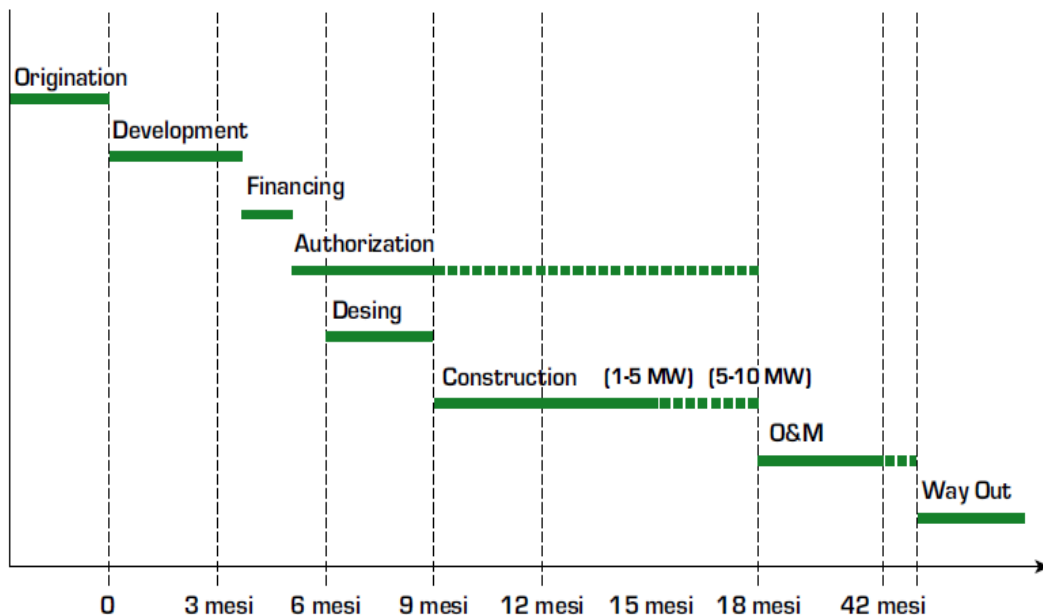 Origination
Development
Financing
Authorization
Desing
Construction (1-5 MW) (5-10 MW)
O&M
Way Out
0 3 mesi 6 mesi 9 mesi 12 mesi 15 mesi 18 mesi 42 mesi